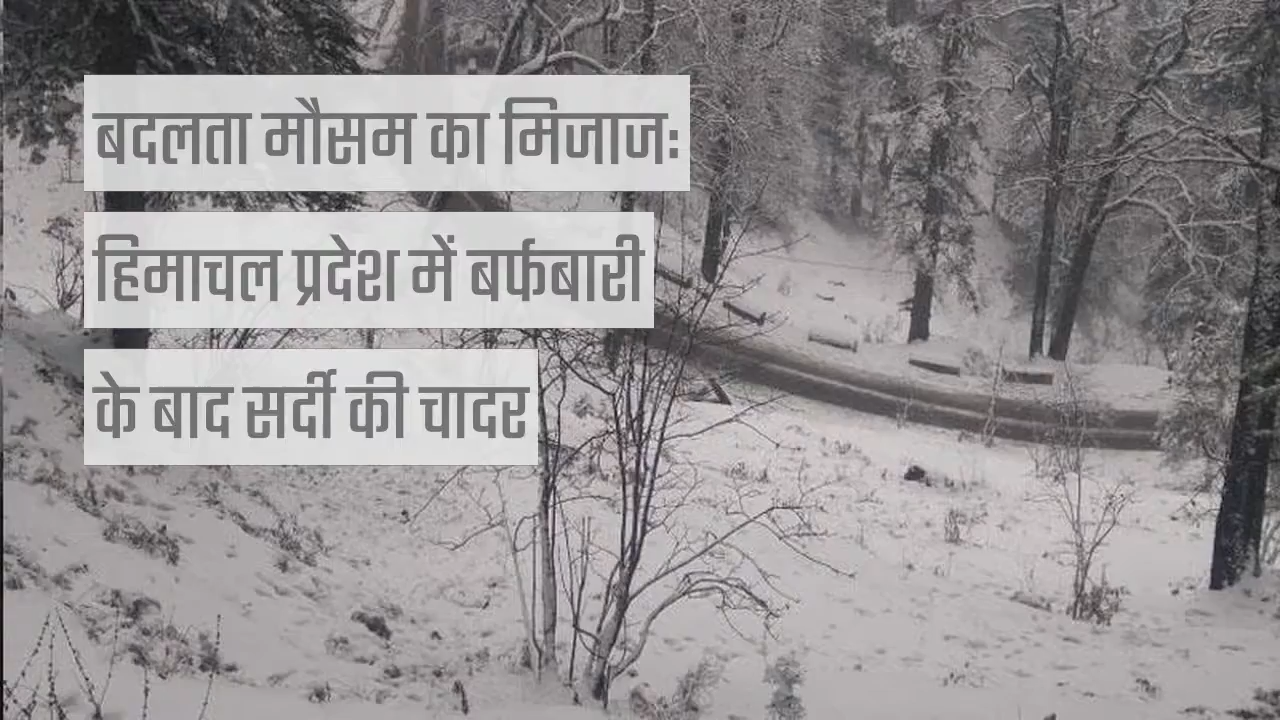 बदलता मौसम का मिजाज:
हिमाचल प्रदेश में बर्फबारी
के बाद सर्दी की चादर